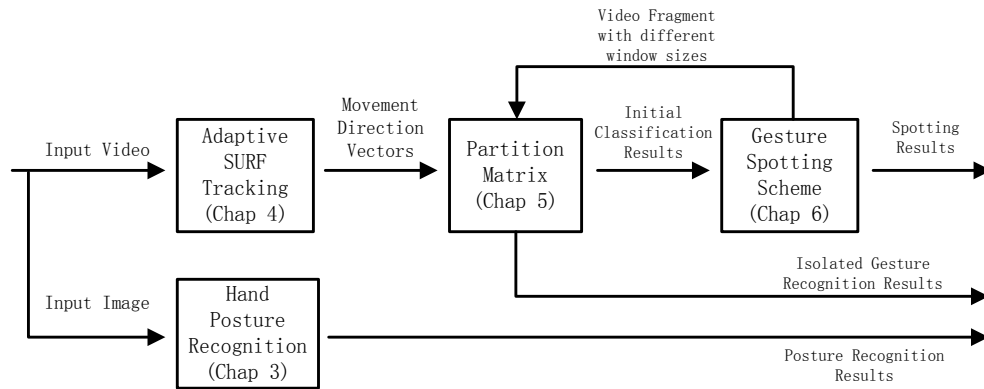 Video Fragment
with different
window sizes
Input Video
Adaptive
SURF
Tracking
(Chap 4)
Movement
Direction
Vectors
Partition
Matrix
(Chap 5)
Initial
Classification
Results
Gesture
Spotting
Scheme
(Chap 6)
Spotting
Results
Isolated Gesture
Recognition Results
Input Image
Hand
Posture
Recognition
(Chap 3)
Posture Recognition
Results